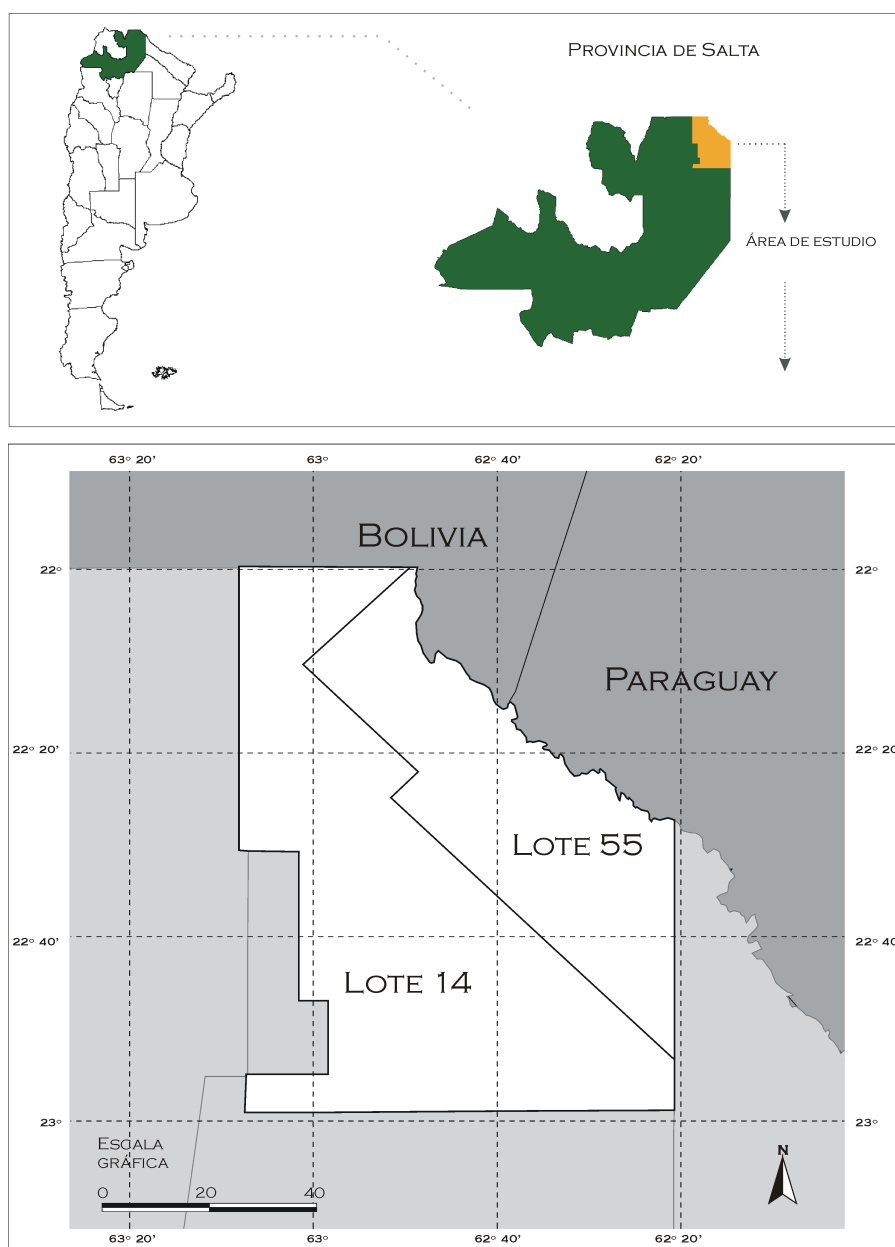 Provincia de Salta
Área de estudio
63° 20' 63° 62° 40' 62° 20'
Bolivia
22° 22°
Paraguay
22° 20' 22° 20
Lote 55
22° 40' 22° 40
Lote 14
23° 23°
Escala
gráfica
N
0 20 40
63° 20' 63° 62° 40' 62° 20'